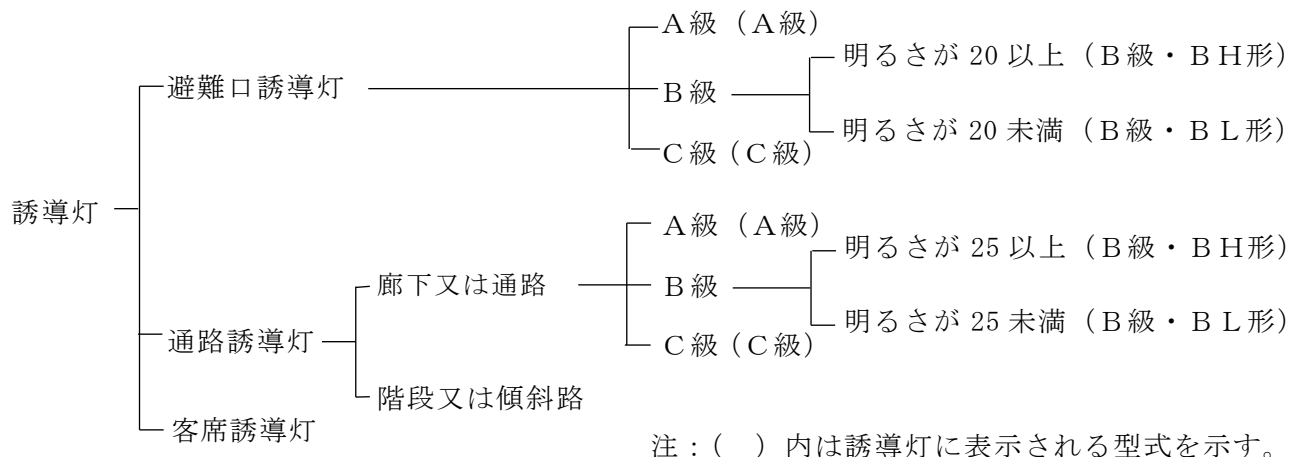 誘導灯
避難口誘導灯
A級(A級)
B級
明るさが 20 以上(B級・BH形)
明るさが 20 未満(B級・BL形)
C級(C級)
通路誘導灯
廊下又は通路
A級(A級)
B級
明るさが 25 以上(B級・BH形)
明るさが 25 未満(B級・BL形)
C級(C級)
階段又は傾斜路
客席誘導灯
注:( )内は誘導灯に表示される型式を示す。